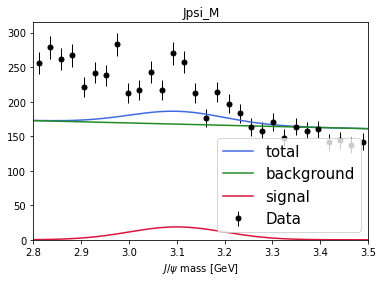 Jpsi_M
300
250
200
150
100
50
0
total
background
signal
Data
2.8 2.9 3.0 3.1 3.2 3.3 3.4 3.5
J/ψ mass [GeV]